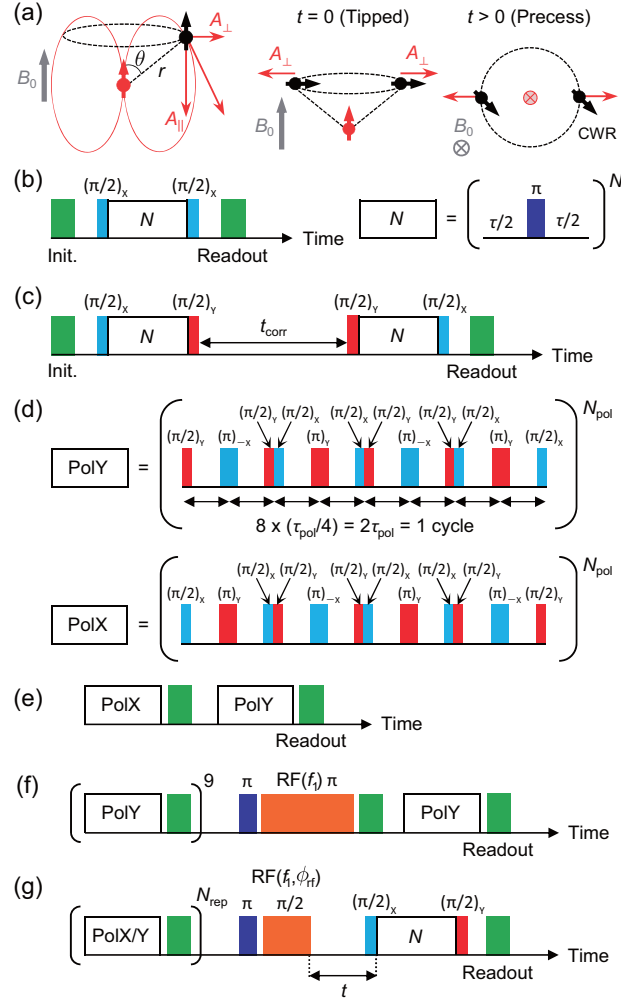 (a)
t = 0 (Tipped)
t > 0 (Precess)
B₀
θ
r
A⊥
A||
A⊥
A⊥
B₀
B₀
CWR
(b)
(π/2)X
(π/2)X
N
Init.
Readout
Time
N = ( τ/2 π τ/2 )N
(c)
(π/2)X
(π/2)Y
(π/2)Y
(π/2)X
N
tcorr
N
Init.
Readout
Time
(d)
(π/2)Y (π/2)X (π/2)X (π/2)Y (π/2)Y (π/2)X
(π/2)Y (π)−X (π)Y (π)−X (π)Y (π/2)X
PolY =
Npol
8 x (τpol/4) = 2τpol = 1 cycle
(π/2)X (π/2)Y (π/2)X (π/2)Y (π/2)X (π/2)Y
(π/2)X (π)Y (π)−X (π)Y (π)−X (π/2)Y
PolX =
Npol
(e)
PolX
PolY
Readout
Time
(f)
PolY
9
π
RF(f₁) π
PolY
Readout
Time
(g)
PolX/Y
Nrep
π
RF(f₁,ϕrf)
π/2
(π/2)X
N
(π/2)Y
t
Readout
Time